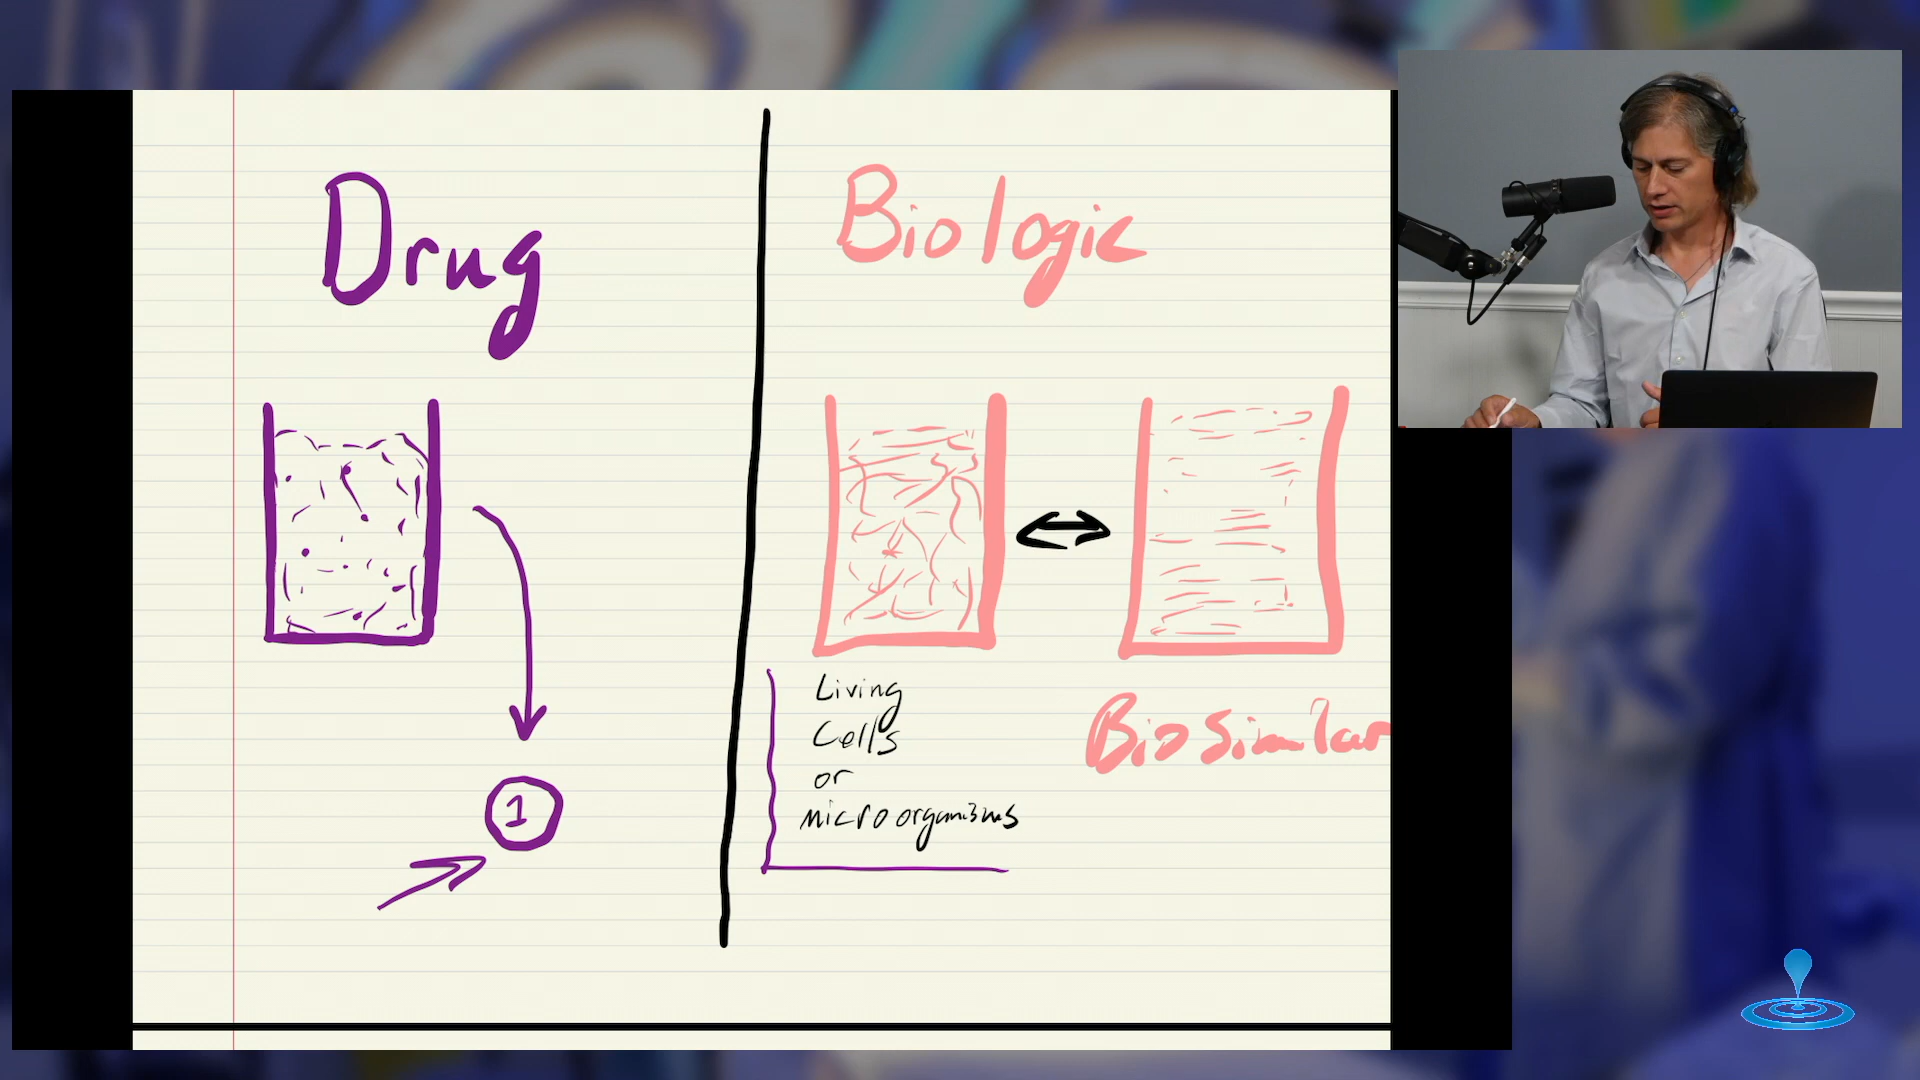 Drug
Biologic
1
Living
Cells
or
microorganisms
BioSimilar